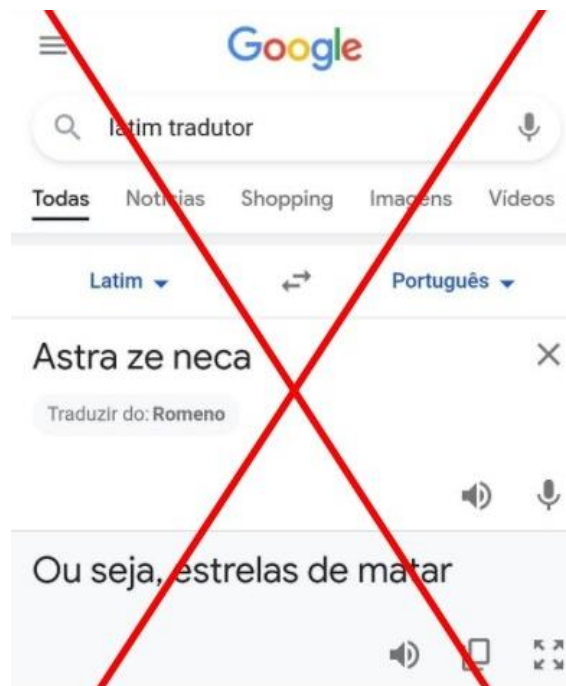 Google
latim tradutor
Todas Notícias Shopping Imagens Vídeos
Latim Português
Astra ze neca
Traduzir do: Romeno
Ou seja, estrelas de matar